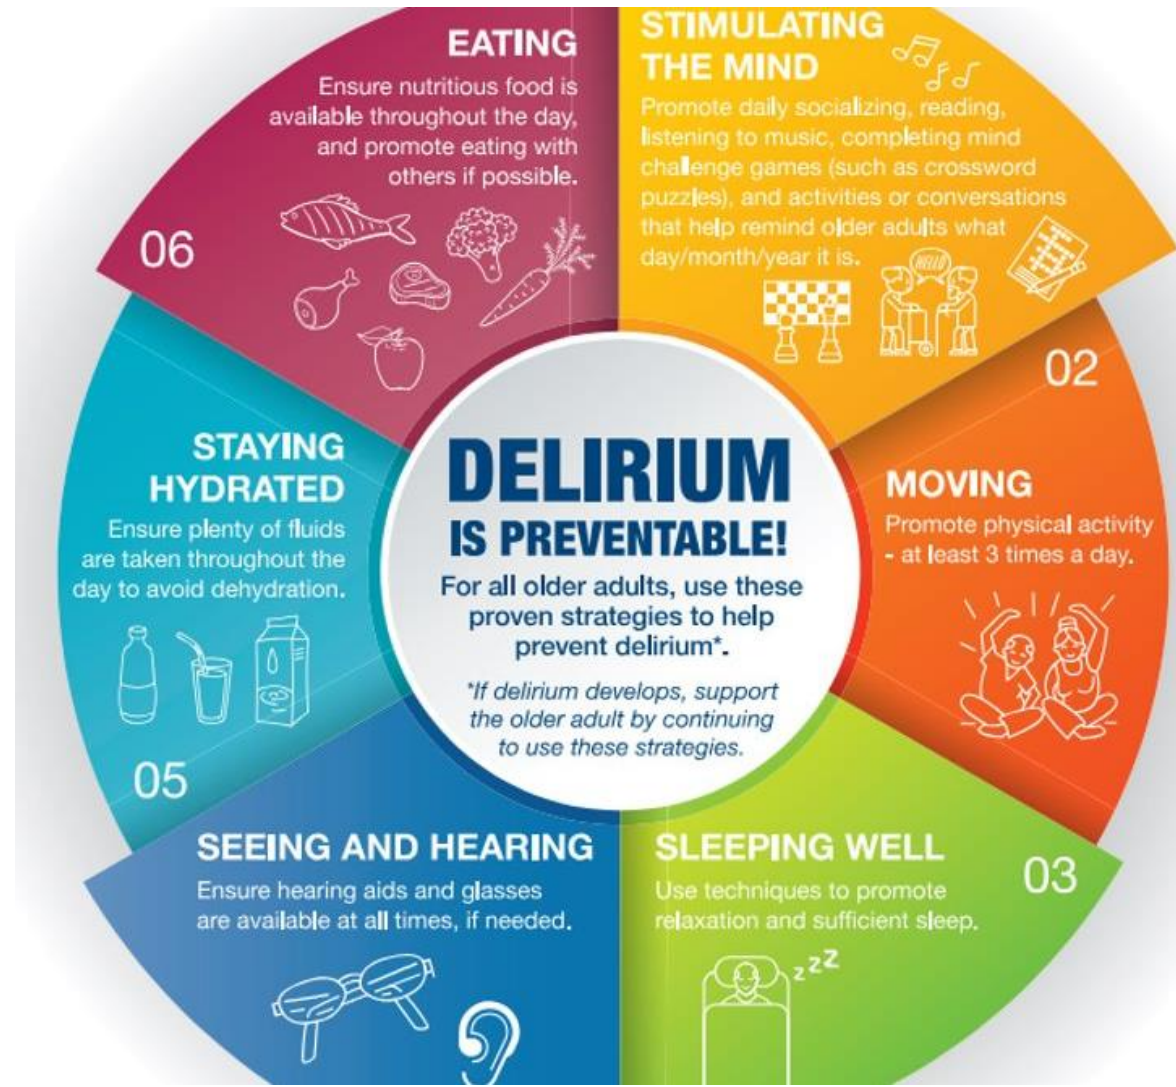 DELIRIUM
IS PREVENTABLE!
For all older adults, use these
proven strategies to help
prevent delirium*.
*If delirium develops, support
the older adult by continuing
to use these strategies.
STIMULATING
THE MIND
Promote daily socializing, reading,
listening to music, completing mind
challenge games (such as crossword
puzzles), and activities or conversations
that help remind older adults what
day/month/year it is.
HELLO
02
MOVING
Promote physical activity
- at least 3 times a day.
03
SLEEPING WELL
Use techniques to promote
relaxation and sufficient sleep.
zzZ
SEEING AND HEARING
Ensure hearing aids and glasses
are available at all times, if needed.
05
STAYING
HYDRATED
Ensure plenty of fluids
are taken throughout the
day to avoid dehydration.
06
EATING
Ensure nutritious food is
available throughout the day,
and promote eating with
others if possible.